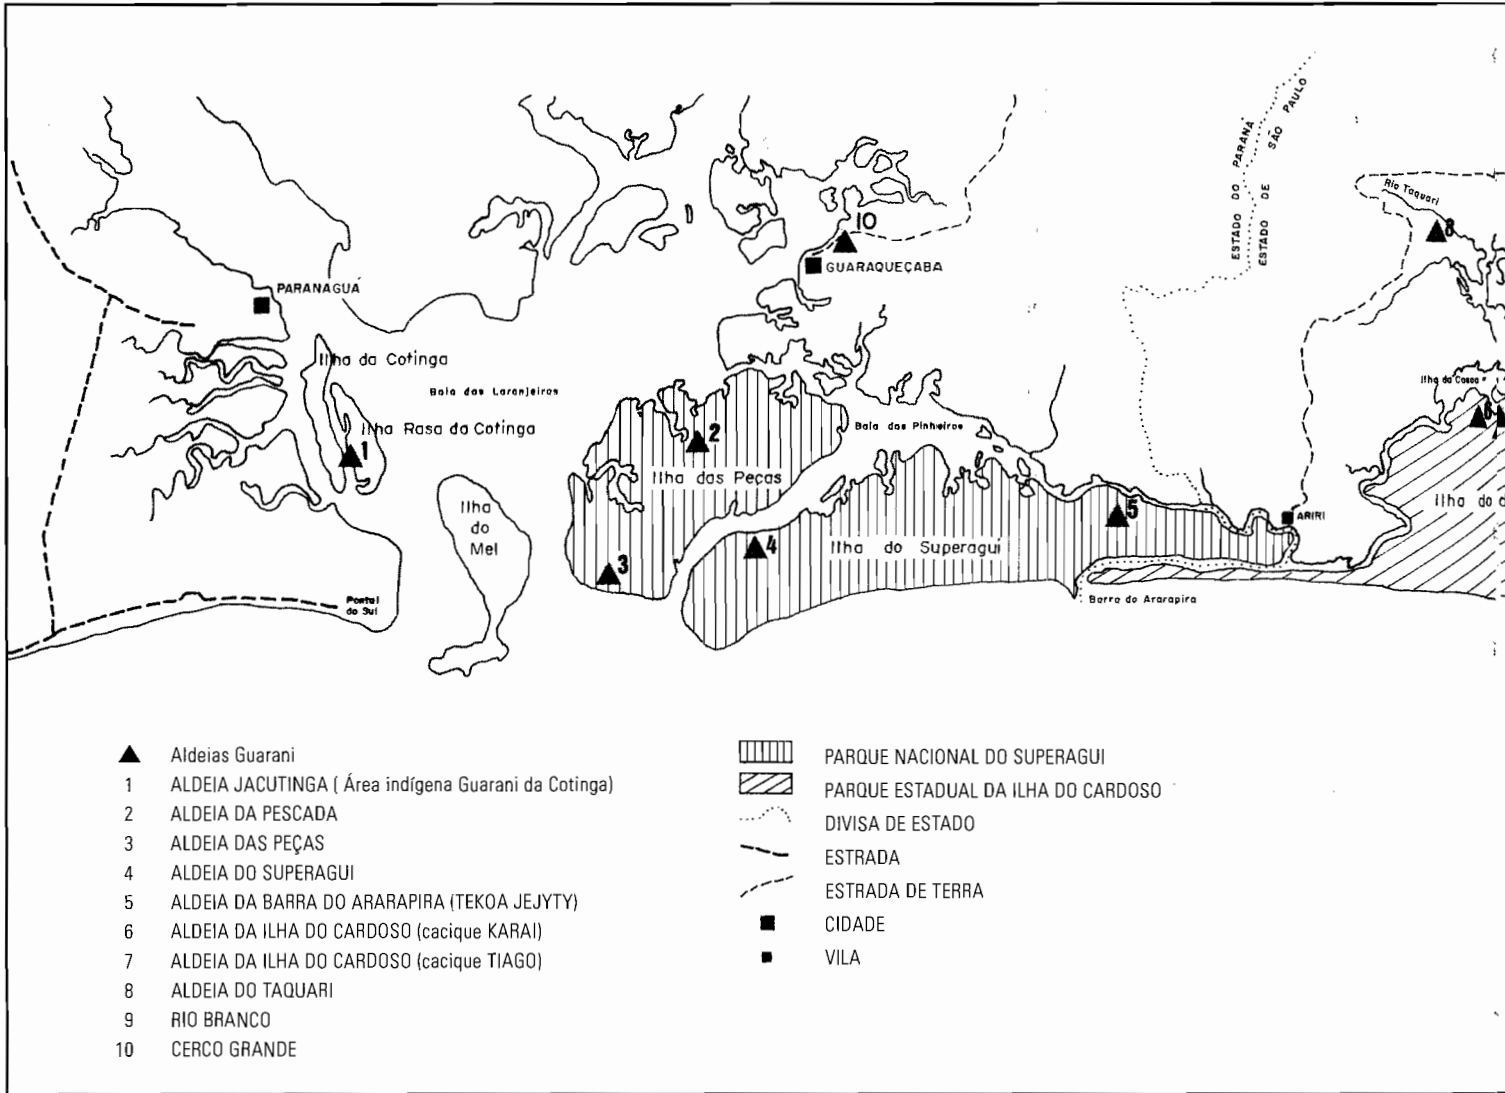 ESTADO DO PARANÁ
ESTADO DE SÃO PAULO
Rio Taquari
8
10
GUARAQUEÇABA
PARANAGUÁ
Ilha da Cotinga
Baía das Laranjeiras
Ilha Rasa da Cotinga
1
2
Baía dos Pinheiros
6
Ilha das Peças
Ilha do
Ilha
do
Mel
5
ARIRI
4
Ilha do Superagui
3
Pontal
do Sul
Barra do Ararapira
Aldeias Guarani
1 ALDEIA JACUTINGA ( Área indígena Guarani da Cotinga)
2 ALDEIA DA PESCADA
3 ALDEIA DAS PEÇAS
4 ALDEIA DO SUPERAGUI
5 ALDEIA DA BARRA DO ARARAPIRA (TEKOA JEJYTY)
6 ALDEIA DA ILHA DO CARDOSO (cacique KARAI)
7 ALDEIA DA ILHA DO CARDOSO (cacique TIAGO)
8 ALDEIA DO TAQUARI
9 RIO BRANCO
10 CERCO GRANDE
PARQUE NACIONAL DO SUPERAGUI
PARQUE ESTADUAL DA ILHA DO CARDOSO
DIVISA DE ESTADO
ESTRADA
ESTRADA DE TERRA
CIDADE
VILA